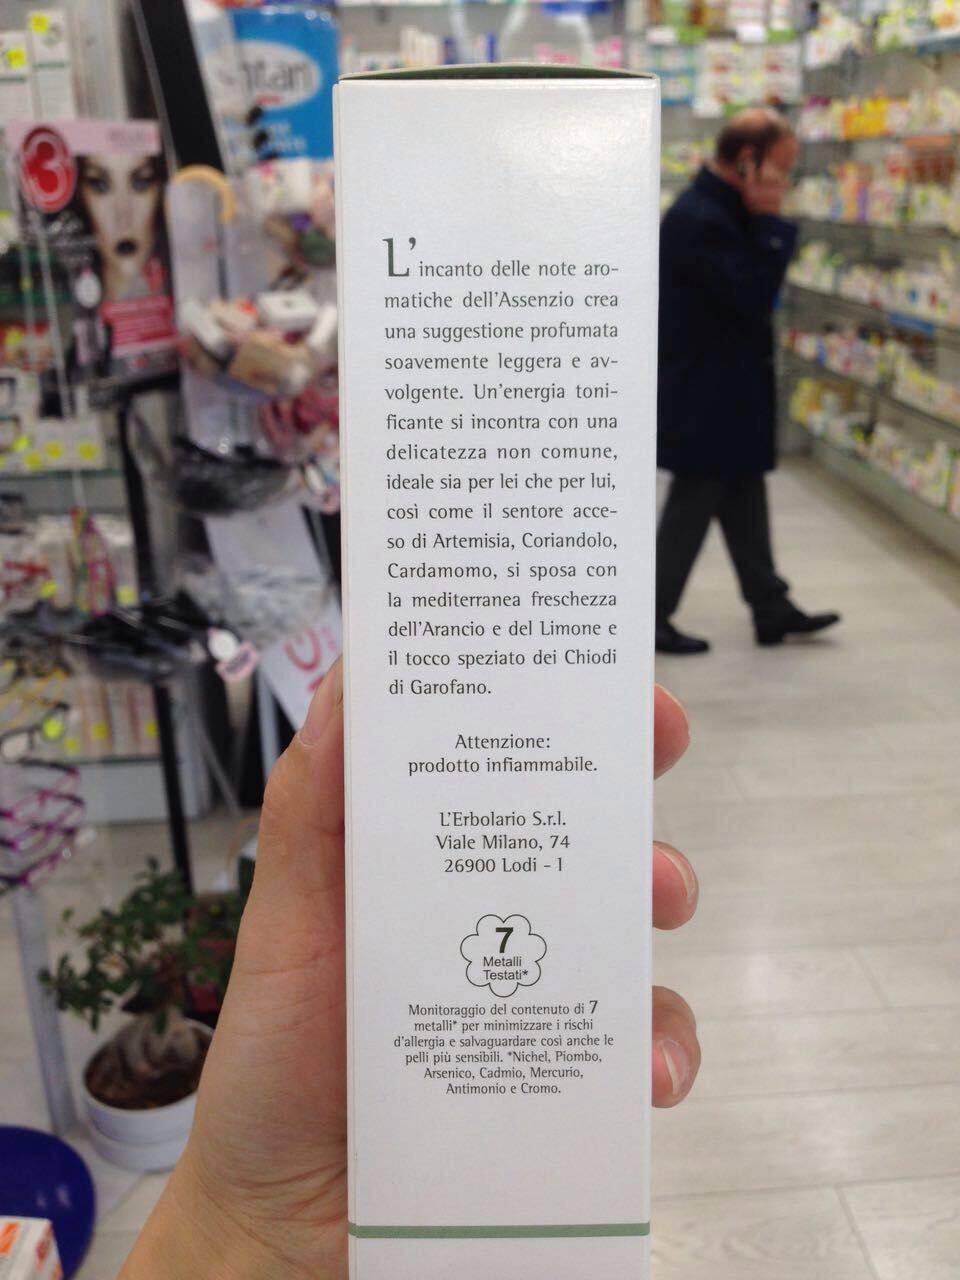 L'incanto delle note aro-
matiche dell'Assenzio crea
una suggestione profumata
soavemente leggera e av-
volgente. Un'energia toni-
ficante si incontra con una
delicatezza non comune,
ideale sia per lei che per lui,
così come il sentore acce-
so di Artemisia, Coriandolo,
Cardamomo, si sposa con
la mediterranea freschezza
dell'Arancio e del Limone e
il tocco speziato dei Chiodi
di Garofano.
Attenzione:
prodotto infiammabile.
L'Erbolario S.r.l.
Viale Milano, 74
26900 Lodi - I
7
Metalli
Testati*
Monitoraggio del contenuto di 7
metalli* per minimizzare i rischi
d'allergia e salvaguardare così anche le
pelli più sensibili. *Nichel, Piombo,
Arsenico, Cadmio, Mercurio,
Antimonio e Cromo.
3